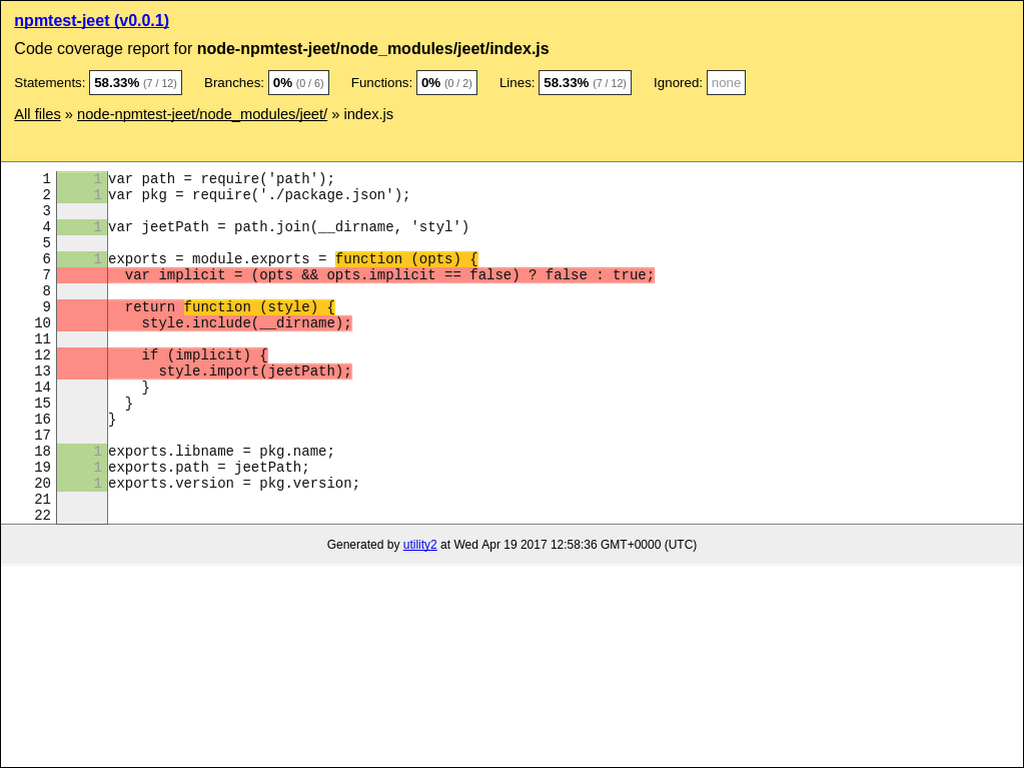 npmtest-jeet (v0.0.1)
Code coverage report for node-npmtest-jeet/node_modules/jeet/index.js
Statements: 58.33% (7 / 12) Branches: 0% (0 / 6) Functions: 0% (0 / 2) Lines: 58.33% (7 / 12) Ignored: none
All files » node-npmtest-jeet/node_modules/jeet/ » index.js
1 1 var path = require('path');
2 1 var pkg = require('./package.json');
3
4 1 var jeetPath = path.join(__dirname, 'styl')
5
6 1 exports = module.exports = function (opts) {
7   var implicit = (opts && opts.implicit == false) ? false : true;
8
9   return function (style) {
10     style.include(__dirname);
11
12     if (implicit) {
13       style.import(jeetPath);
14     }
15   }
16 }
17
18 1 exports.libname = pkg.name;
19 1 exports.path = jeetPath;
20 1 exports.version = pkg.version;
21
22
Generated by utility2 at Wed Apr 19 2017 12:58:36 GMT+0000 (UTC)